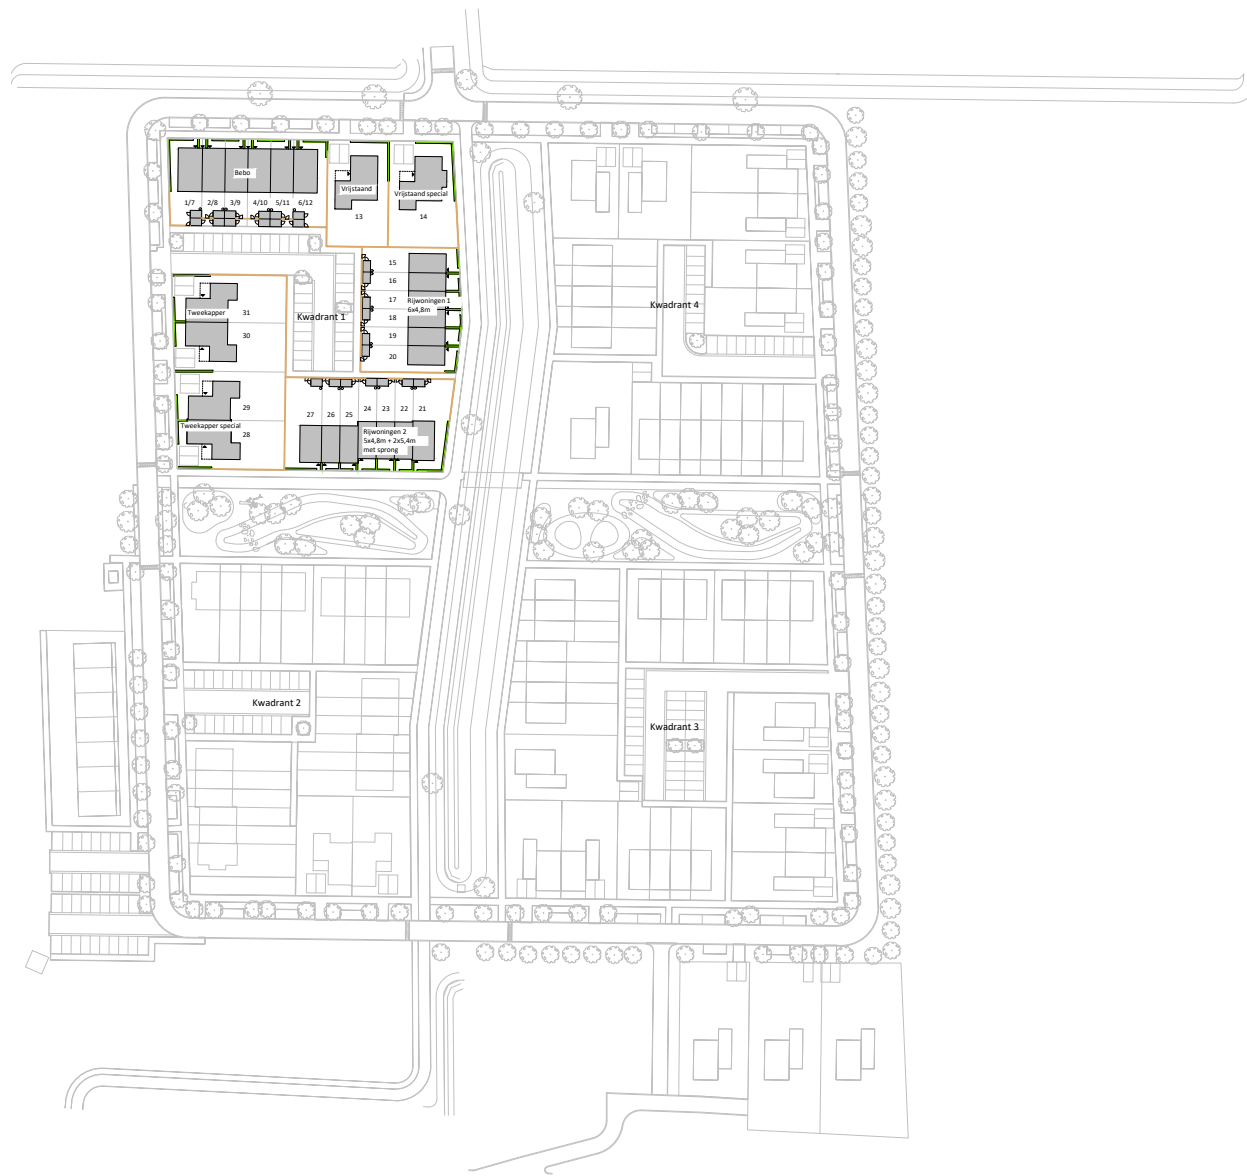 Bebo
Vrijstaand
Vrijstaand special
1/7 2/8 3/9 4/10 5/11 6/12
13
14
15
16
17
18
19
20
Rijwoningen 1
6x4,8m
Kwadrant 1
Kwadrant 4
Tweekapper
31
30
29
28
Tweekapper special
27 26 25 24 23 22 21
Rijwoningen 2
5x4,8m + 2x5,4m
met sprong
Kwadrant 2
Kwadrant 3